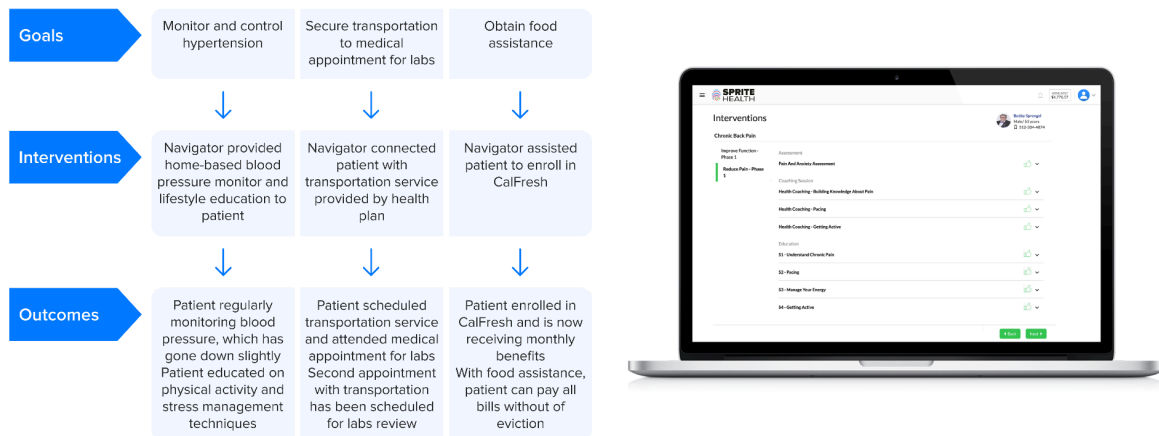 Goals
Monitor and control
hypertension
Secure transportation
to medical
appointment for labs
Obtain food
assistance
Interventions
Navigator provided
home-based blood
pressure monitor and
lifestyle education to
patient
Navigator connected
patient with
transportation service
provided by health
plan
Navigator assisted
patient to enroll in
CalFresh
Outcomes
Patient regularly
monitoring blood
pressure, which has
gone down slightly
Patient educated on
physical activity and
stress management
techniques
Patient scheduled
transportation service
and attended medical
appointment for labs
Second appointment
with transportation
has been scheduled
for labs review
Patient enrolled in
CalFresh and is now
receiving monthly
benefits
With food assistance,
patient can pay all
bills without of
eviction
SPRITE
HEALTH
Interventions
Male/ 53 years
512-354-4874
Chronic Back Pain
Improve Function -
Phase 1
Reduce Pain - Phase
1
Assessment
Pain And Anxiety Assessment
Coaching Session
Health Coaching - Building Knowledge About Pain
Health Coaching - Pacing
Health Coaching - Getting Active
Education
S1 - Understand Chronic Pain
S2 - Pacing
S3 - Manage Your Energy
S4 - Getting Active
Back
Next